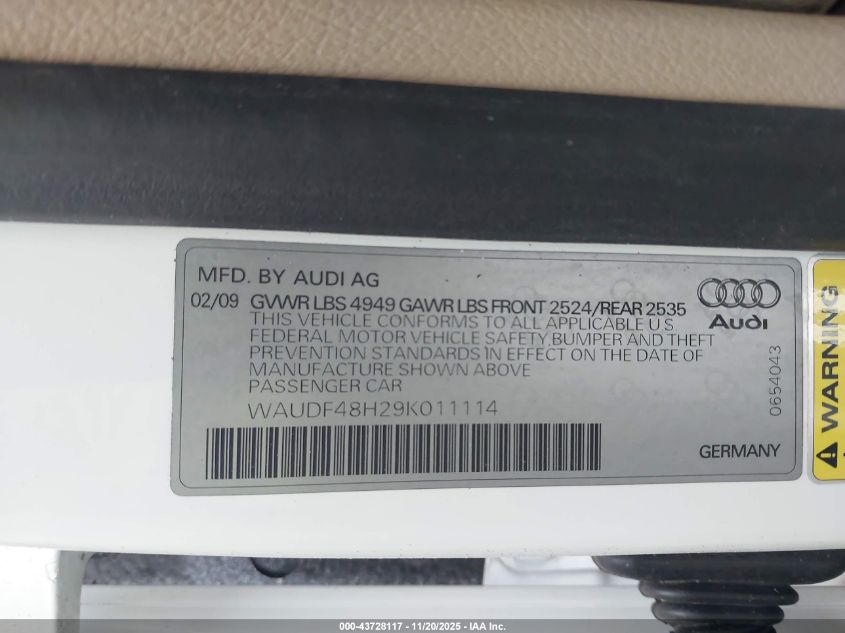 MFD. BY AUDI AG
02/09 GVWR LBS 4949 GAWR LBS FRONT 2524/REAR 2535
THIS VEHICLE CONFORMS TO ALL APPLICABLE U S
FEDERAL MOTOR VEHICLE SAFETY,BUMPER AND THEFT
PREVENTION STANDARDS IN EFFECT ON THE DATE OF
MANUFACTURE SHOWN ABOVE
PASSENGER CAR
WAUDF48H29K011114
Audi
0654043
GERMANY
WARNING
000-43728117 - 11/20/2025 - IAA Inc.